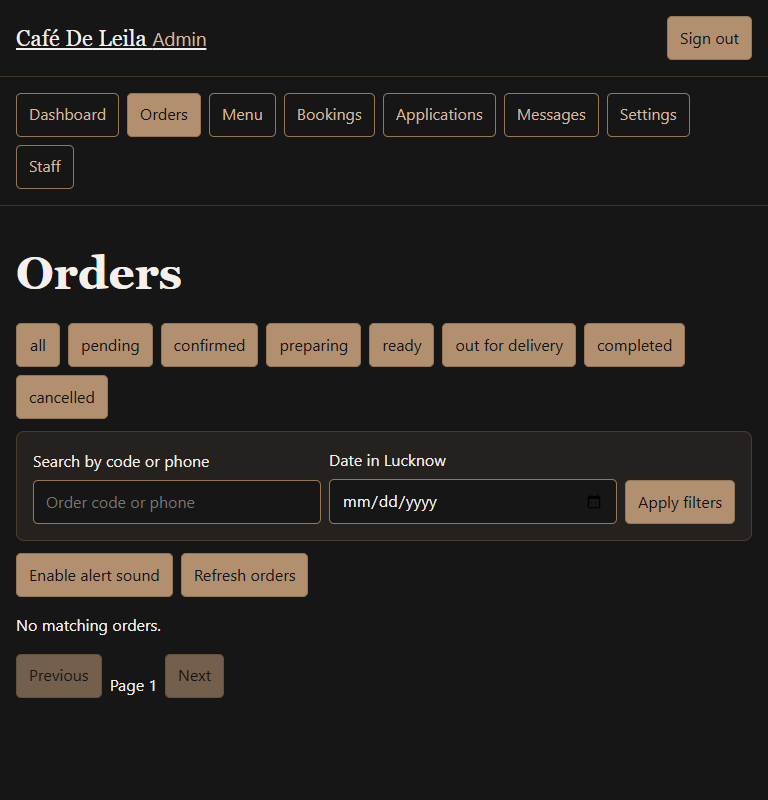 Café De Leila Admin
Sign out
Dashboard
Orders
Menu
Bookings
Applications
Messages
Settings
Staff
Orders
all
pending
confirmed
preparing
ready
out for delivery
completed
cancelled
Search by code or phone
Date in Lucknow
Order code or phone
mm/dd/yyyy
Apply filters
Enable alert sound
Refresh orders
No matching orders.
Previous
Page 1
Next